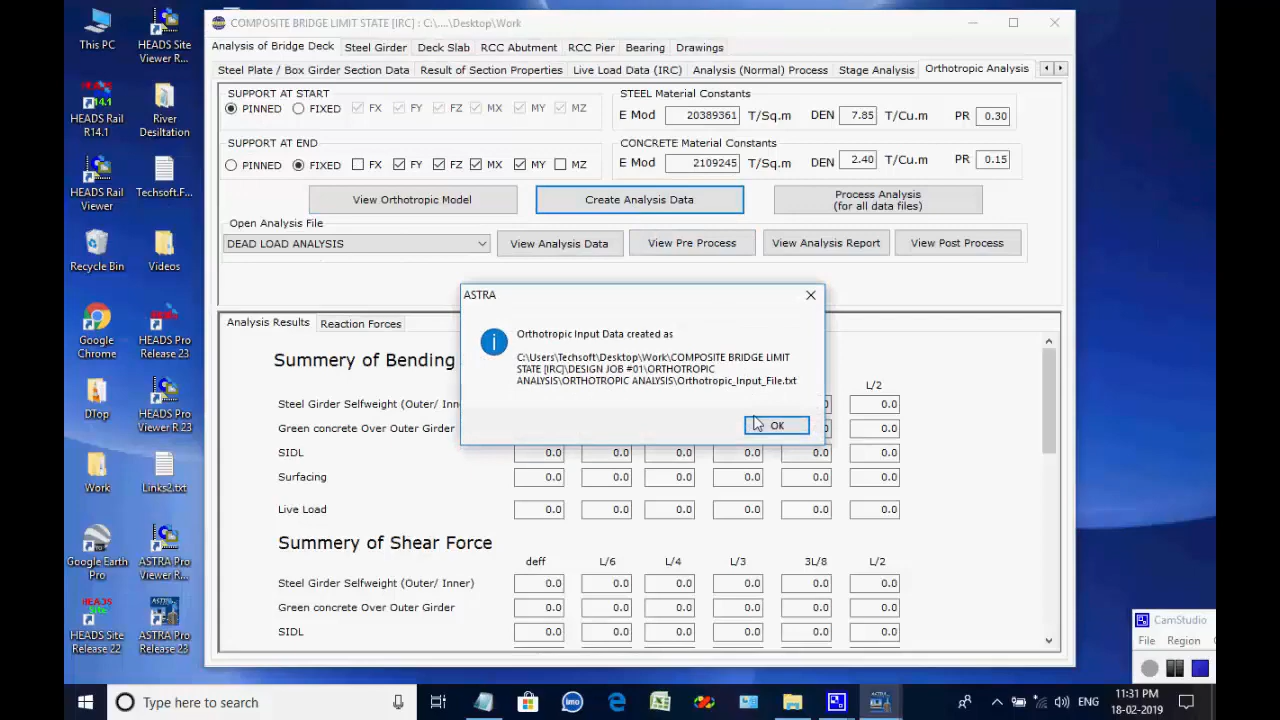 This PC
HEADS Site
Viewer R...
HEADS Rail
R14.1
River
Desiltation
HEADS Rail
Viewer
Techsoft.F...
Recycle Bin
Videos
Google
Chrome
HEADS Pro
Release 23
DTop
HEADS Pro
Viewer R 23
Work
Links2.txt
Google Earth
Pro
ASTRA Pro
Viewer R...
HEADS Site
Release 22
ASTRA Pro
Release 23
COMPOSITE BRIDGE LIMIT STATE [IRC] : C:\....\Desktop\Work
Analysis of Bridge Deck
Steel Girder
Deck Slab
RCC Abutment
RCC Pier
Bearing
Drawings
Steel Plate / Box Girder Section Data
Result of Section Properties
Live Load Data (IRC)
Analysis (Normal) Process
Stage Analysis
Orthotropic Analysis
SUPPORT AT START
PINNED FIXED FX FY FZ MX MY MZ
SUPPORT AT END
PINNED FIXED FX FY FZ MX MY MZ
STEEL Material Constants
E Mod 20389361 T/Sq.m DEN 7.85 T/Cu.m PR 0.30
CONCRETE Material Constants
E Mod 2109245 T/Sq.m DEN 2.40 T/Cu.m PR 0.15
View Orthotropic Model
Create Analysis Data
Process Analysis
(for all data files)
Open Analysis File
DEAD LOAD ANALYSIS
View Analysis Data
View Pre Process
View Analysis Report
View Post Process
ASTRA
Orthotropic Input Data created as
C:\Users\Techsoft\Desktop\Work\COMPOSITE BRIDGE LIMIT
STATE [IRC]\DESIGN JOB #01\ORTHOTROPIC
ANALYSIS\ORTHOTROPIC ANALYSIS\Orthotropic_Input_File.txt
OK
Analysis Results
Reaction Forces
Summery of Bending
L/2
Steel Girder Selfweight (Outer/ Inn 0.0
Green concrete Over Outer Girder 0.0
SIDL 0.0 0.0 0.0 0.0 0.0 0.0
Surfacing 0.0 0.0 0.0 0.0 0.0 0.0
Live Load 0.0 0.0 0.0 0.0 0.0 0.0
Summery of Shear Force
deff L/6 L/4 L/3 3L/8 L/2
Steel Girder Selfweight (Outer/ Inner) 0.0 0.0 0.0 0.0 0.0 0.0
Green concrete Over Outer Girder 0.0 0.0 0.0 0.0 0.0 0.0
SIDL 0.0 0.0 0.0 0.0 0.0 0.0
CamStudio
File Region
Type here to search
ENG
11:31 PM
18-02-2019